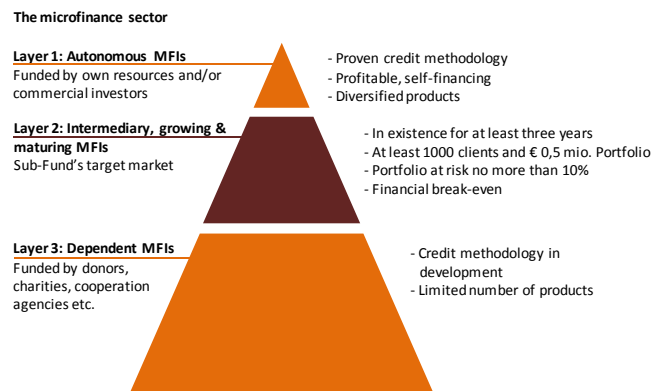 The microfinance sector
Layer 1: Autonomous MFIs
Funded by own resources and/or
commercial investors
- Proven credit methodology
- Profitable, self-financing
- Diversified products
Layer 2: Intermediary, growing &
maturing MFIs
Sub-Fund's target market
- In existence for at least three years
- At least 1000 clients and € 0,5 mio. Portfolio
- Portfolio at risk no more than 10%
- Financial break-even
Layer 3: Dependent MFIs
Funded by donors,
charities, cooperation
agencies etc.
- Credit methodology in
development
- Limited number of products